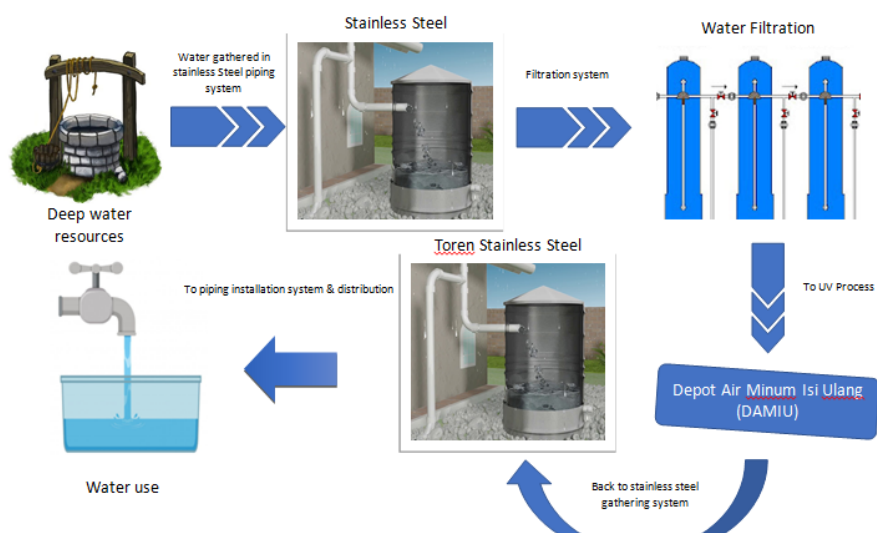 Stainless Steel
Water Filtration
Water gathered in
stainless Steel piping
system
Filtration system
Deep water
resources
Toren Stainless Steel
To piping installation system & distribution
To UV Process
Depot Air Minum Isi Ulang
(DAMIU)
Back to stainless steel
gathering system
Water use